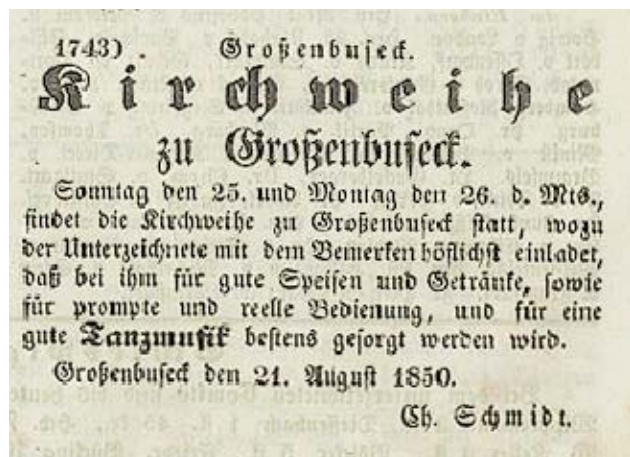 1743) Großenbuseck.
Kirchweihe
zu Großenbuseck.
Sonntag den 25. und Montag den 26. d. Mts.,
findet die Kirchweihe zu Großenbuseck statt, wozu
der Unterzeichnete mit dem Bemerken höflichst einladet,
daß bei ihm für gute Speisen und Getränke, sowie
für prompte und reelle Bedienung, und für eine
gute Tanzmusik bestens gesorgt werden wird.
Großenbuseck den 21. August 1850.
Ch. Schmidt.